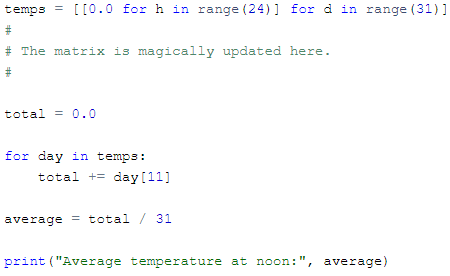 temps = [[0.0 for h in range(24)] for d in range(31)]
#
# The matrix is magically updated here.
#
total = 0.0
for day in temps:
    total += day[11]
average = total / 31
print("Average temperature at noon:", average)